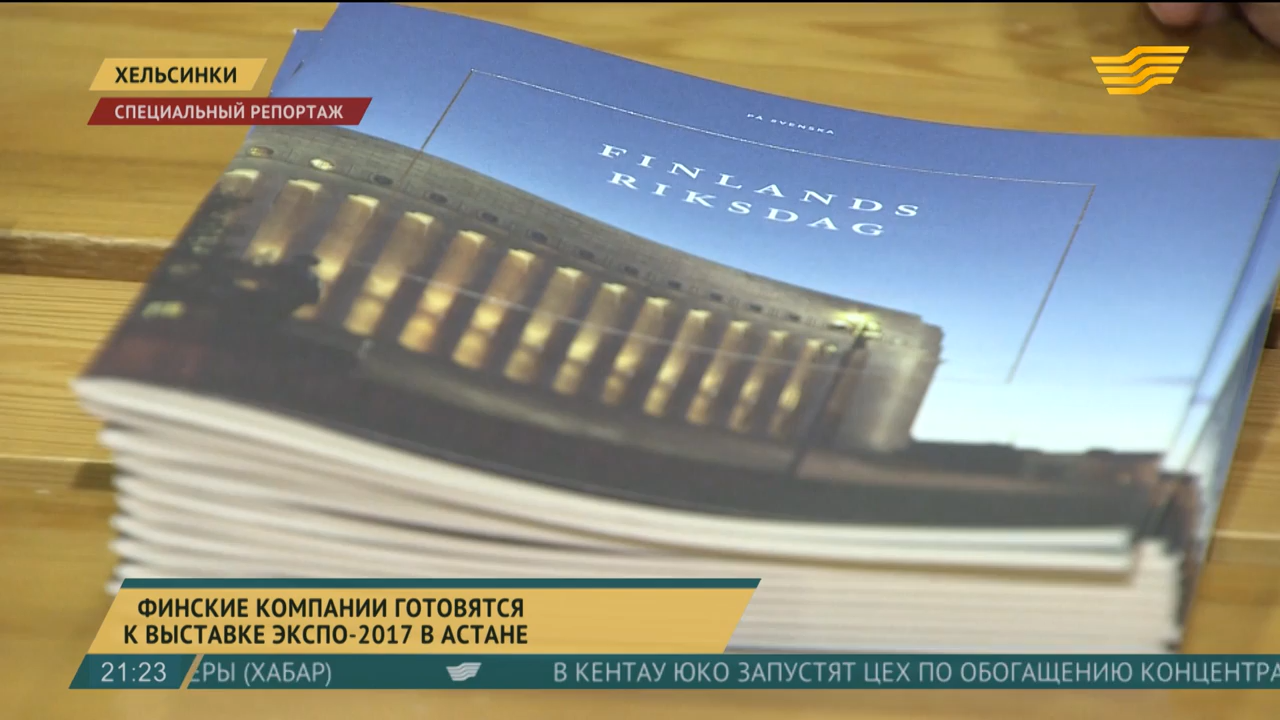 ХЕЛЬСИНКИ
СПЕЦИАЛЬНЫЙ РЕПОРТАЖ
PÅ SVENSKA
FINLANDS
RIKSDAG
ФИНСКИЕ КОМПАНИИ ГОТОВЯТСЯ
К ВЫСТАВКЕ ЭКСПО-2017 В АСТАНЕ
21:23 ЕРЫ (ХАБАР) В КЕНТАУ ЮКО ЗАПУСТЯТ ЦЕХ ПО ОБОГАЩЕНИЮ КОНЦЕНТРА